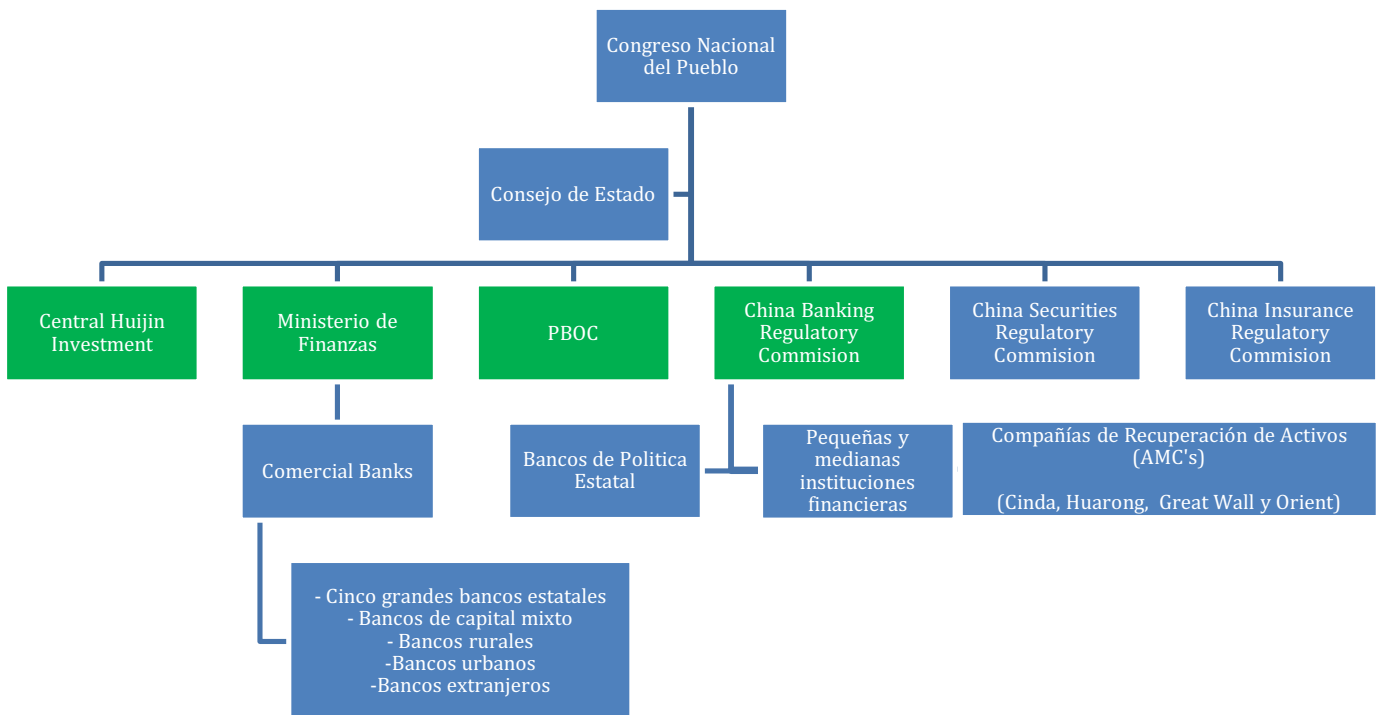 Congreso Nacional
del Pueblo
Consejo de Estado
Central Huijin
Investment
Ministerio de
Finanzas
PBOC
China Banking
Regulatory
Commision
China Securities
Regulatory
Commision
China Insurance
Regulatory
Commision
Comercial Banks
Bancos de Politica
Estatal
Pequeñas y
medianas
instituciones
financieras
Compañías de Recuperación de Activos
(AMC's)
(Cinda, Huarong, Great Wall y Orient)
- Cinco grandes bancos estatales
- Bancos de capital mixto
- Bancos rurales
-Bancos urbanos
-Bancos extranjeros